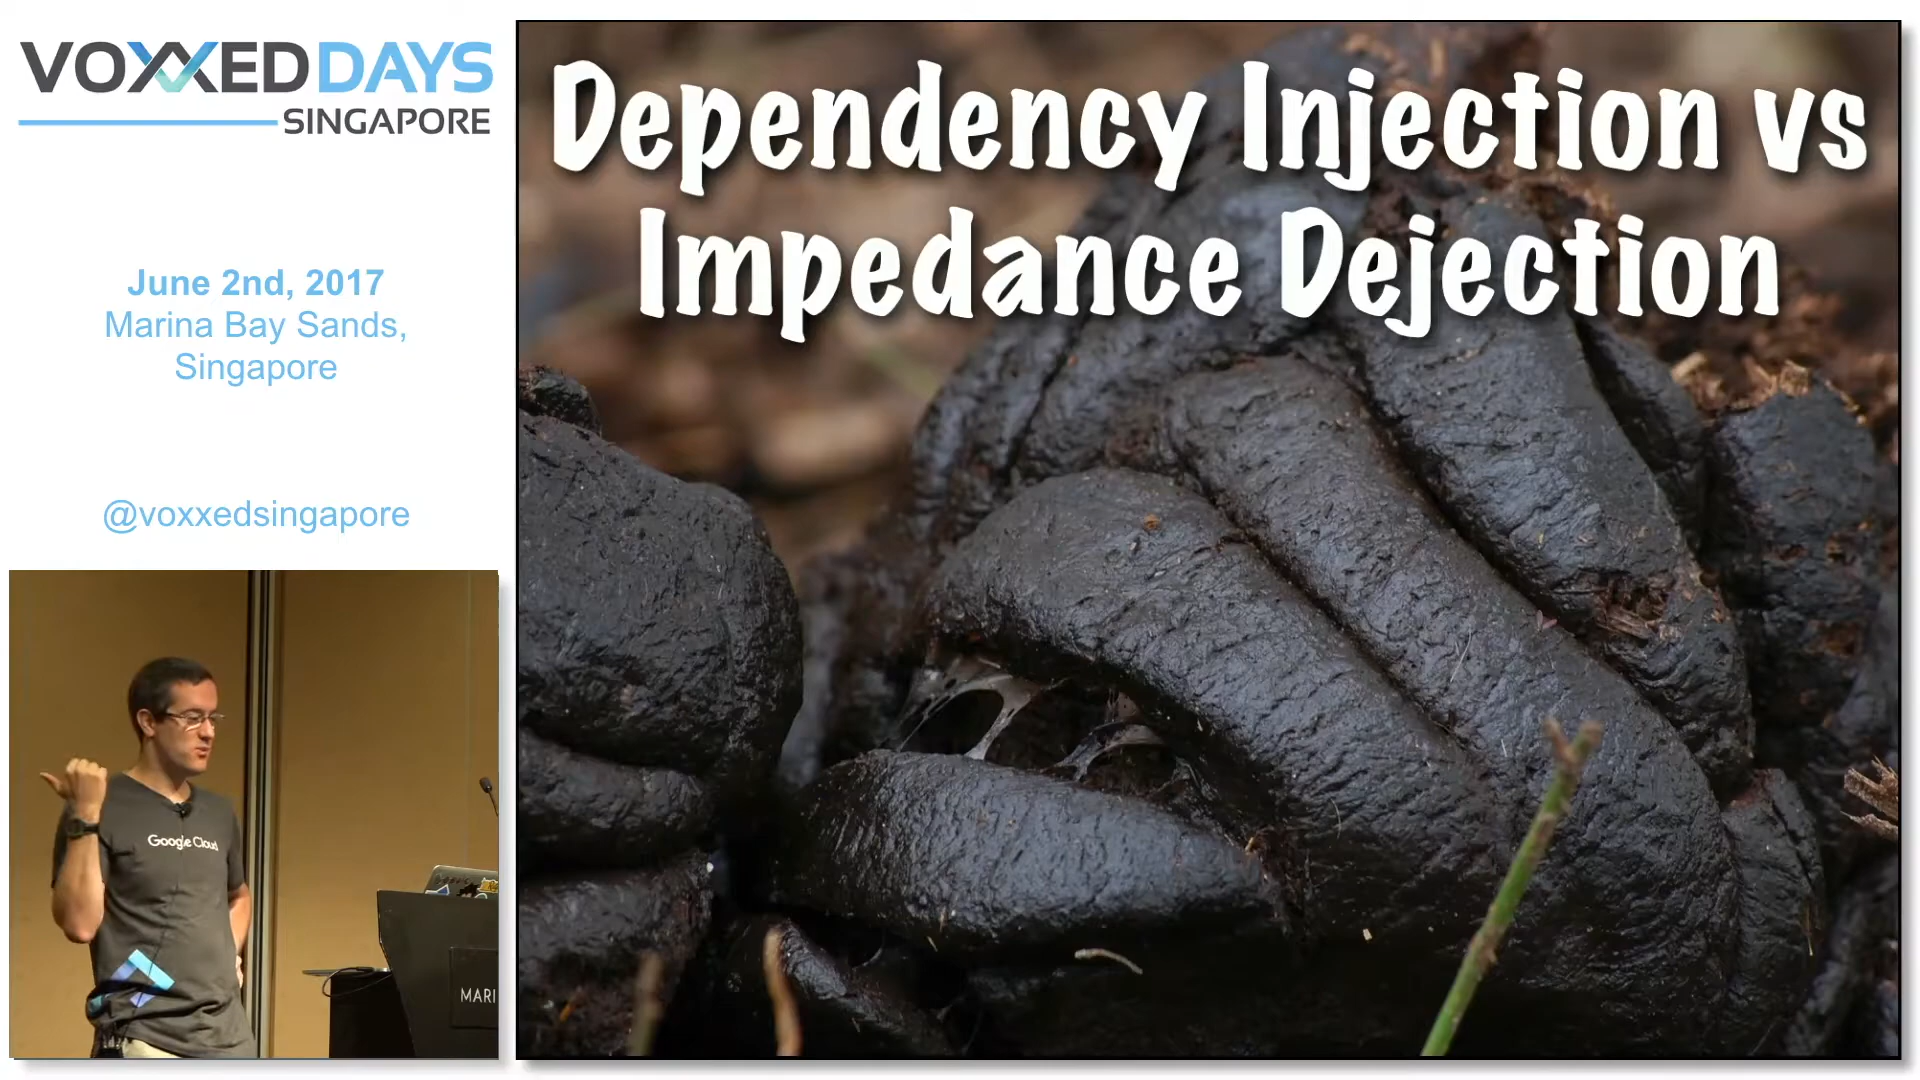 VOXXED DAYS
SINGAPORE
June 2nd, 2017
Marina Bay Sands,
Singapore
@voxxedsingapore
Dependency Injection vs
Impedance Dejection
Google Cloud
MARI